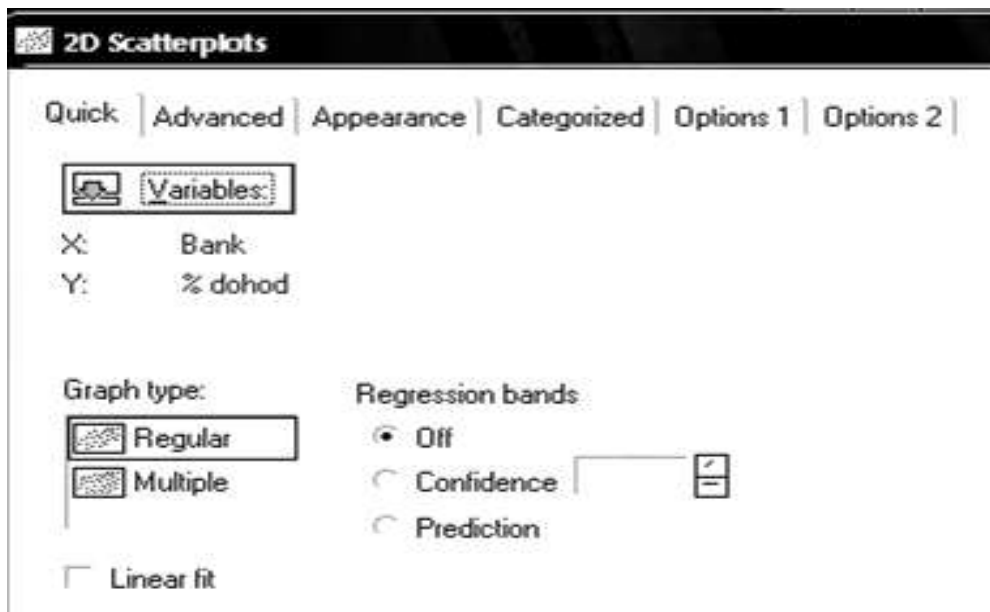 2D Scatterplots
Quick Advanced Appearance Categorized Options 1 Options 2
Variables:
X: Bank
Y: % dohod
Graph type: Regression bands
Regular Off
Multiple Confidence
Prediction
Linear fit